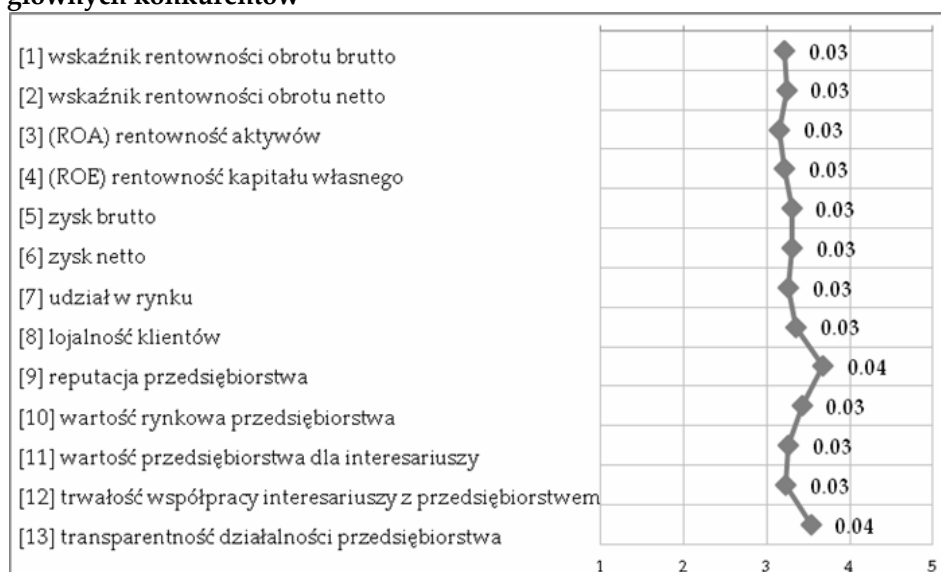 głównych konkurentów
[1] wskaźnik rentowności obrotu brutto 0.03
[2] wskaźnik rentowności obrotu netto 0.03
[3] (ROA) rentowność aktywów 0.03
[4] (ROE) rentowność kapitału własnego 0.03
[5] zysk brutto 0.03
[6] zysk netto 0.03
[7] udział w rynku 0.03
[8] lojalność klientów 0.03
[9] reputacja przedsiębiorstwa 0.04
[10] wartość rynkowa przedsiębiorstwa 0.03
[11] wartość przedsiębiorstwa dla interesariuszy 0.03
[12] trwałość współpracy interesariuszy z przedsiębiorstwem 0.03
[13] transparentność działalności przedsiębiorstwa 0.04
1 2 3 4 5